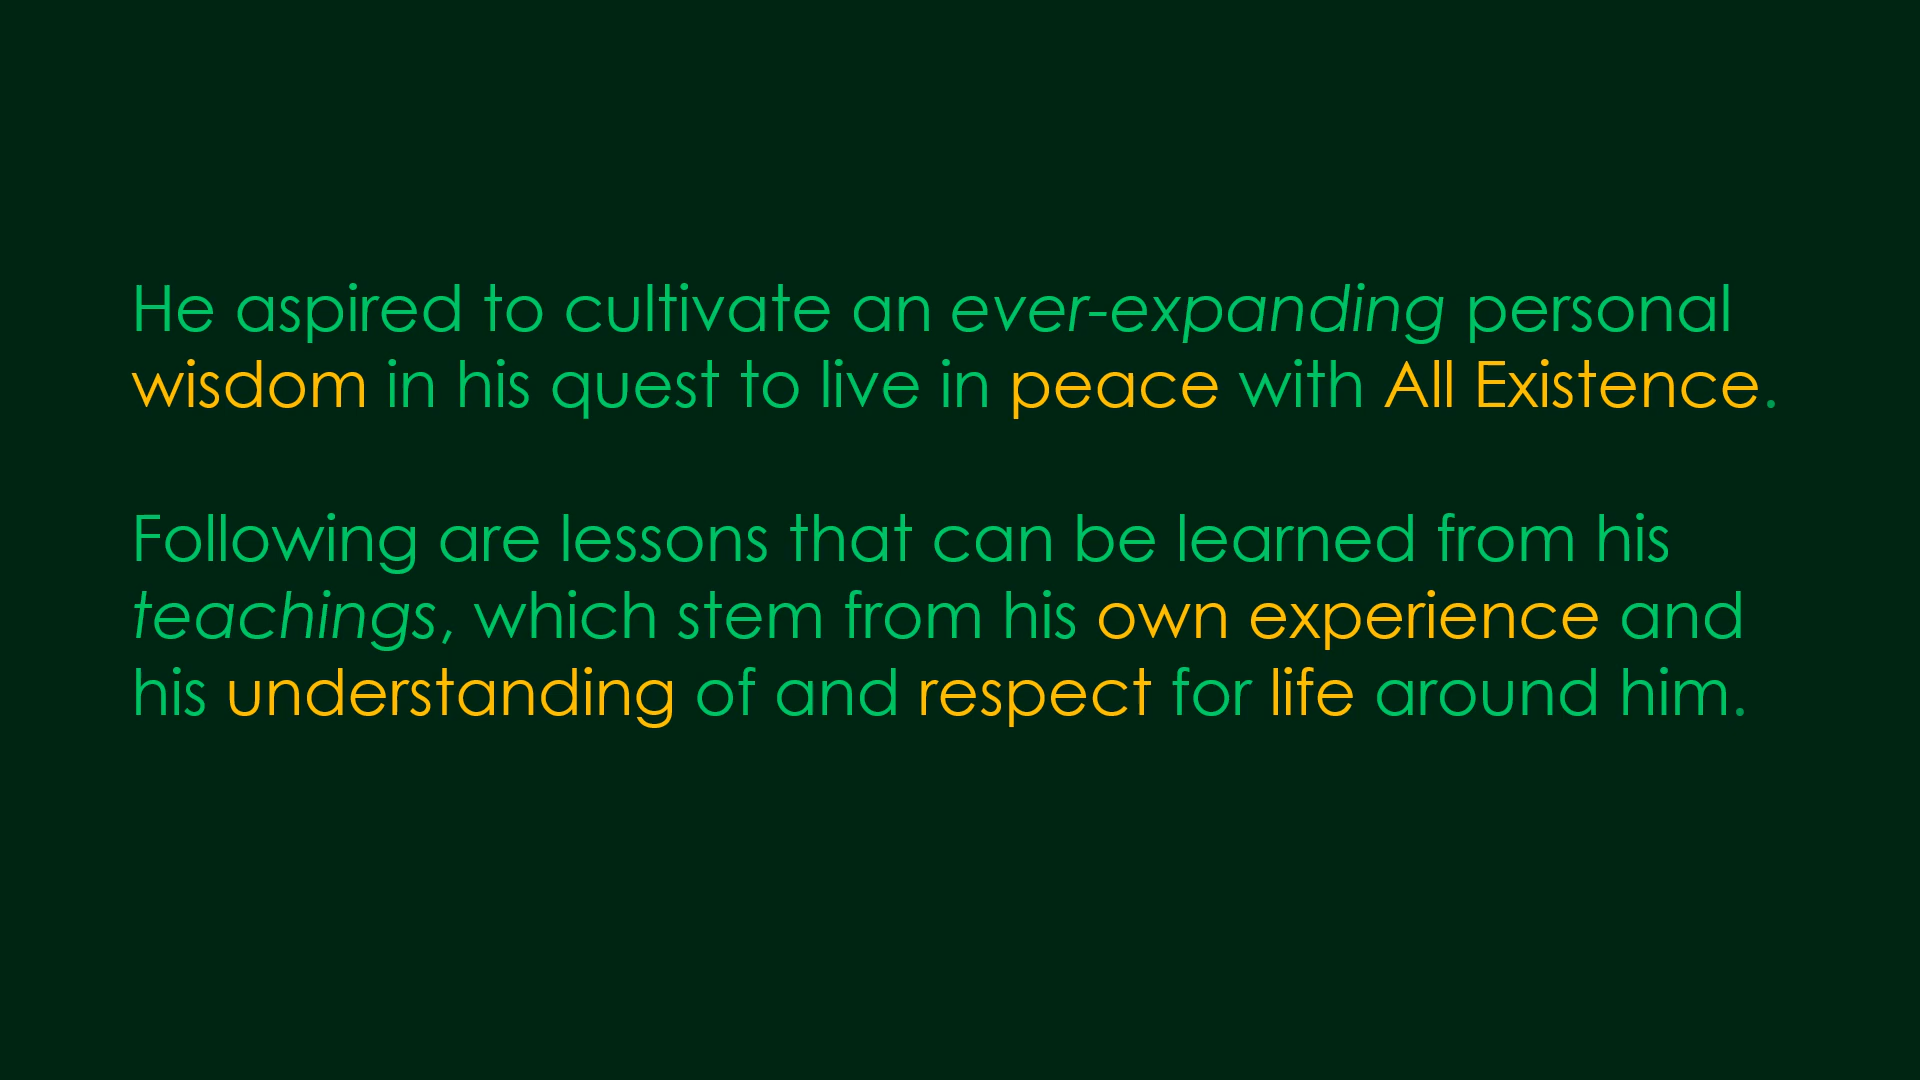 He aspired to cultivate an ever-expanding personal
wisdom in his quest to live in peace with All Existence.
Following are lessons that can be learned from his
teachings, which stem from his own experience and
his understanding of and respect for life around him.